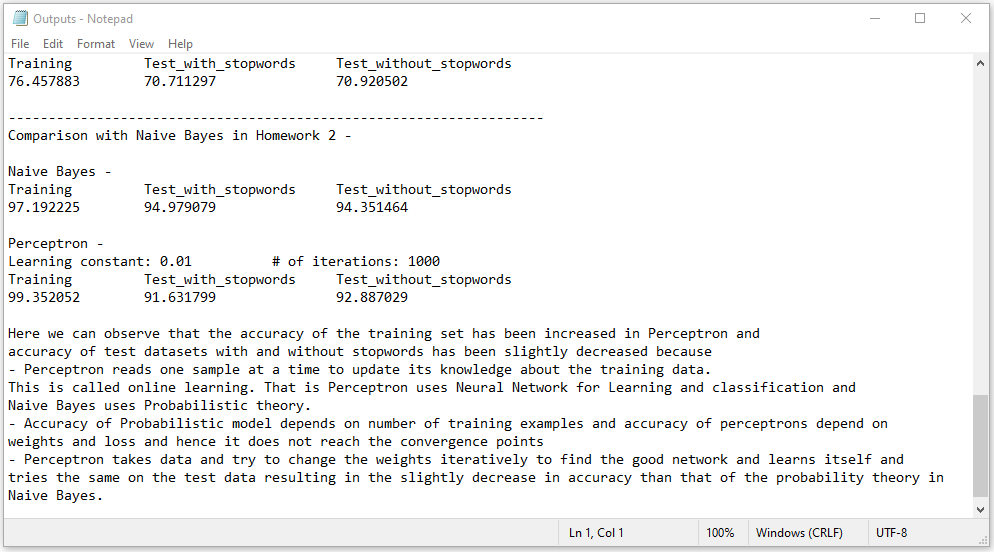 Outputs - Notepad
File Edit Format View Help
Training Test_with_stopwords Test_without_stopwords
76.457883 70.711297 70.920502
-------------------------------------------------------------------
Comparison with Naive Bayes in Homework 2 -
Naive Bayes -
Training Test_with_stopwords Test_without_stopwords
97.192225 94.979079 94.351464
Perceptron -
Learning constant: 0.01 # of iterations: 1000
Training Test_with_stopwords Test_without_stopwords
99.352052 91.631799 92.887029
Here we can observe that the accuracy of the training set has been increased in Perceptron and
accuracy of test datasets with and without stopwords has been slightly decreased because
- Perceptron reads one sample at a time to update its knowledge about the training data.
This is called online learning. That is Perceptron uses Neural Network for Learning and classification and
Naive Bayes uses Probabilistic theory.
- Accuracy of Probabilistic model depends on number of training examples and accuracy of perceptrons depend on
weights and loss and hence it does not reach the convergence points
- Perceptron takes data and try to change the weights iteratively to find the good network and learns itself and
tries the same on the test data resulting in the slightly decrease in accuracy than that of the probability theory in
Naive Bayes.
Ln 1, Col 1 100% Windows (CRLF) UTF-8